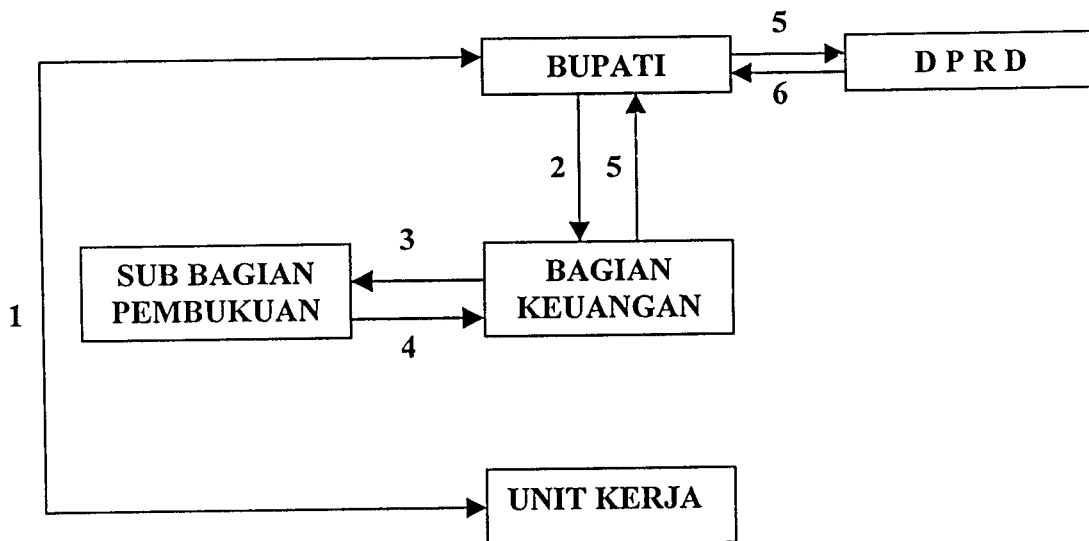 5
BUPATI
D P R D
6
2
5
3
SUB BAGIAN
PEMBUKUAN
BAGIAN
KEUANGAN
1
4
UNIT KERJA